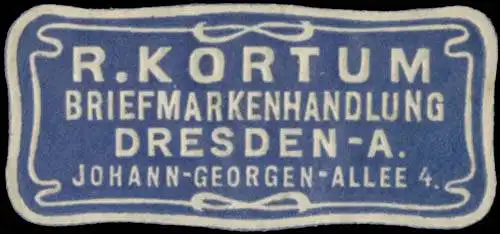 R. KORTUM
BRIEFMARKENHANDLUNG
DRESDEN-A.
JOHANN-GEORGEN-ALLEE 4.